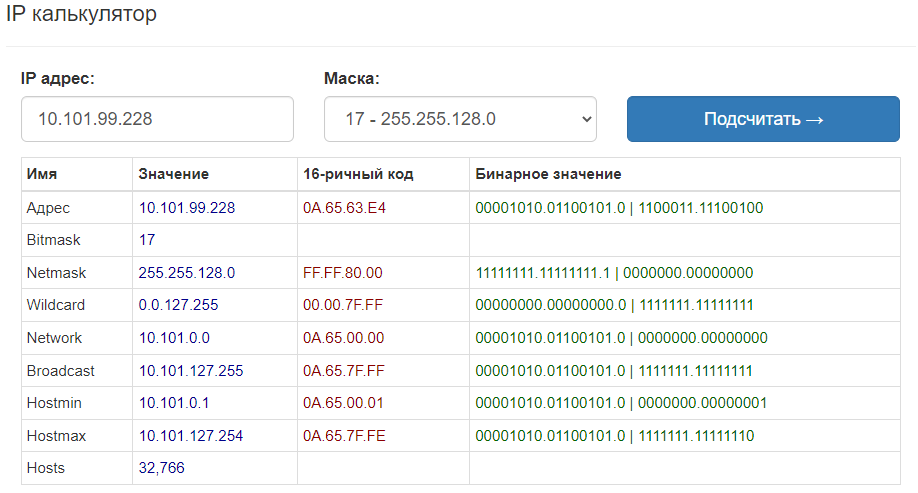 IP калькулятор
IP адрес: Маска:
10.101.99.228 17 - 255.255.128.0 Подсчитать →
Имя Значение 16-ричный код Бинарное значение
Адрес 10.101.99.228 0A.65.63.E4 00001010.01100101.0 | 1100011.11100100
Bitmask 17
Netmask 255.255.128.0 FF.FF.80.00 11111111.11111111.1 | 0000000.00000000
Wildcard 0.0.127.255 00.00.7F.FF 00000000.00000000.0 | 1111111.11111111
Network 10.101.0.0 0A.65.00.00 00001010.01100101.0 | 0000000.00000000
Broadcast 10.101.127.255 0A.65.7F.FF 00001010.01100101.0 | 1111111.11111111
Hostmin 10.101.0.1 0A.65.00.01 00001010.01100101.0 | 0000000.00000001
Hostmax 10.101.127.254 0A.65.7F.FE 00001010.01100101.0 | 1111111.11111110
Hosts 32,766